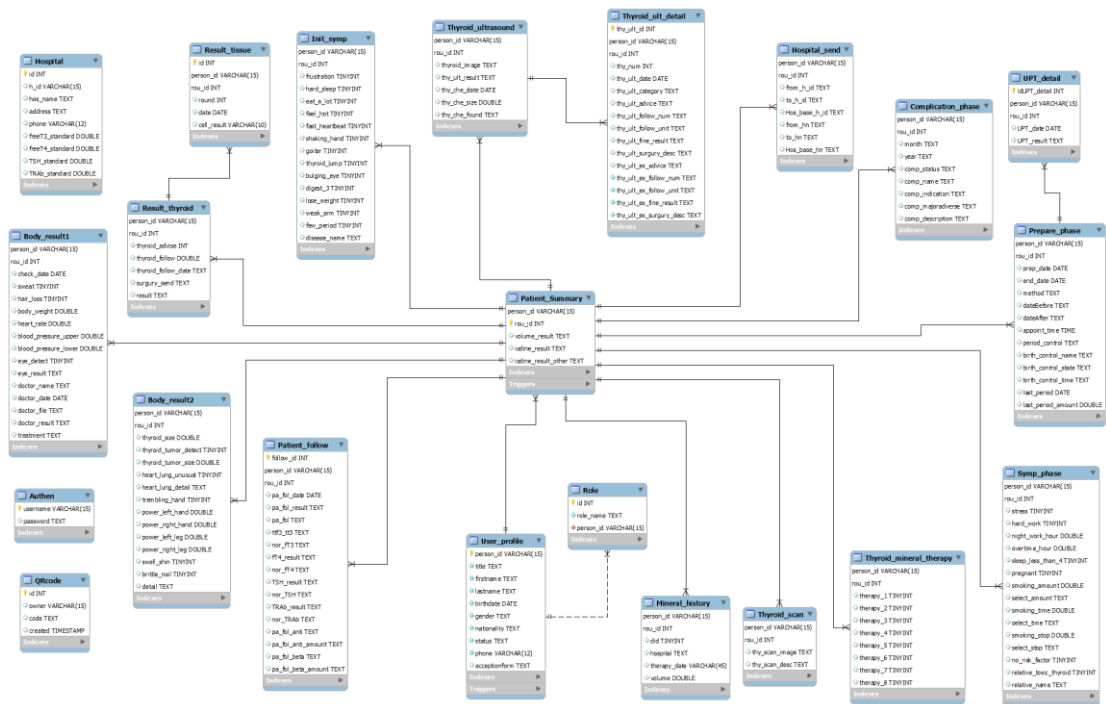 Hospital
id INT
h_id VARCHAR(15)
hos_name TEXT
address TEXT
phone VARCHAR(12)
freeT3_standard DOUBLE
freeT4_standard DOUBLE
TSH_standard DOUBLE
TRAb_standard DOUBLE
Indexes
Result_tissue
id INT
person_id VARCHAR(15)
rou_id INT
round INT
date DATE
cell_result VARCHAR(10)
Indexes
Init_symp
person_id VARCHAR(15)
rou_id INT
frustration TINYINT
hard_sleep TINYINT
eat_a_lot TINYINT
feel_hot TINYINT
fast_heartbeat TINYINT
shaking_hand TINYINT
goiter TINYINT
thyroid_lump TINYINT
bulging_eye TINYINT
digest_3 TINYINT
lose_weight TINYINT
weak_arm TINYINT
few_period TINYINT
disease_name TEXT
Indexes
Thyroid_ultrasound
person_id VARCHAR(15)
rou_id INT
thyroid_image TEXT
thy_ult_result TEXT
thy_che_date TEXT
thy_che_size DOUBLE
thy_che_found TEXT
Indexes
Thyroid_ult_detail
thy_ult_id INT
person_id VARCHAR(15)
rou_id INT
thy_num INT
thy_ult_date DATE
thy_ult_category TEXT
thy_ult_advice TEXT
thy_ult_follow_num TEXT
thy_ult_follow_unit TEXT
thy_ult_fine_result TEXT
thy_ult_surgury_desc TEXT
thy_ult_ex_advice TEXT
thy_ult_ex_follow_num TEXT
thy_ult_ex_follow_unit TEXT
thy_ult_ex_fine_result TEXT
thy_ult_ex_surgury_desc TEXT
Indexes
Hospital_send
person_id VARCHAR(15)
rou_id INT
from_h_id TEXT
to_h_id TEXT
Hos_base_h_id TEXT
from_hn TEXT
to_hn TEXT
Hos_base_hn TEXT
Indexes
Complication_phase
person_id VARCHAR(15)
rou_id INT
month TEXT
year TEXT
comp_status TEXT
comp_name TEXT
comp_indication TEXT
comp_majoradverse TEXT
comp_description TEXT
Indexes
UPT_detail
idUPT_detail INT
person_id VARCHAR(15)
rou_id INT
UPT_date DATE
UPT_result TEXT
Indexes
Result_thyroid
person_id VARCHAR(15)
rou_id INT
thyroid_advise INT
thyroid_follow DOUBLE
thyroid_follow_date TEXT
surgury_send TEXT
result TEXT
Indexes
Body_result1
person_id VARCHAR(15)
rou_id INT
check_date DATE
sweat TINYINT
hair_loss TINYINT
body_weight DOUBLE
heart_rate DOUBLE
blood_pressure_upper DOUBLE
blood_pressure_lower DOUBLE
eye_detect TINYINT
eye_result TEXT
doctor_name TEXT
doctor_date DATE
doctor_file TEXT
doctor_result TEXT
treatment TEXT
Indexes
Prepare_phase
person_id VARCHAR(15)
rou_id INT
prep_date DATE
end_date DATE
method TEXT
dateBefore TEXT
dateAfter TEXT
appoint_time TIME
period_control TEXT
birth_control_name TEXT
birth_control_state TEXT
birth_control_time TEXT
last_period DATE
last_period_amount DOUBLE
Indexes
Patient_Summary
person_id VARCHAR(15)
rou_id INT
volume_result TEXT
iodine_result TEXT
iodine_result_other TEXT
Indexes
Triggers
Body_result2
person_id VARCHAR(15)
rou_id INT
thyroid_size DOUBLE
thyroid_tumor_detect TINYINT
thyroid_tumor_size DOUBLE
heart_lung_unusual TINYINT
heart_lung_detail TEXT
trembling_hand TINYINT
power_left_hand DOUBLE
power_right_hand DOUBLE
power_left_leg DOUBLE
power_right_leg DOUBLE
swell_shin TINYINT
brittle_nail TINYINT
detail TEXT
Indexes
Patient_follow
follow_id INT
person_id VARCHAR(15)
rou_id INT
pa_fol_date DATE
pa_fol_result TEXT
pa_fol TEXT
ttf3_tt3 TEXT
nor_fT3 TEXT
fT4_result TEXT
nor_fT4 TEXT
TSH_result TEXT
nor_TSH TEXT
TRAb_result TEXT
nor_TRAb TEXT
pa_fol_anti TEXT
pa_fol_anti_amount TEXT
pa_fol_beta TEXT
pa_fol_beta_amount TEXT
Indexes
Authen
username VARCHAR(15)
password TEXT
Indexes
QRcode
id INT
owner VARCHAR(15)
code TEXT
created TIMESTAMP
Indexes
Role
id INT
role_name TEXT
person_id VARCHAR(15)
Indexes
User_profile
person_id VARCHAR(15)
title TEXT
firstname TEXT
lastname TEXT
birthdate DATE
gender TEXT
nationality TEXT
status TEXT
phone VARCHAR(12)
acceptionform TEXT
Indexes
Triggers
Mineral_history
person_id VARCHAR(15)
rou_id INT
did TINYINT
hospital TEXT
therapy_date VARCHAR(45)
volume DOUBLE
Indexes
Thyroid_scan
person_id VARCHAR(15)
rou_id INT
thy_scan_image TEXT
thy_scan_desc TEXT
Indexes
Thyroid_mineral_therapy
person_id VARCHAR(15)
rou_id INT
therapy_1 TINYINT
therapy_2 TINYINT
therapy_3 TINYINT
therapy_4 TINYINT
therapy_5 TINYINT
therapy_6 TINYINT
therapy_7 TINYINT
therapy_8 TINYINT
Indexes
Symp_phase
person_id VARCHAR(15)
rou_id INT
stress TINYINT
hard_work TINYINT
night_work_hour DOUBLE
overtime_hour DOUBLE
sleep_less_than_4 TINYINT
pregnant TINYINT
smoking_amount DOUBLE
select_amount TEXT
smoking_time DOUBLE
select_time TEXT
smoking_stop DOUBLE
select_stop TEXT
no_risk_factor TINYINT
relative_toxic_thyroid TINYINT
relative_name TEXT
Indexes